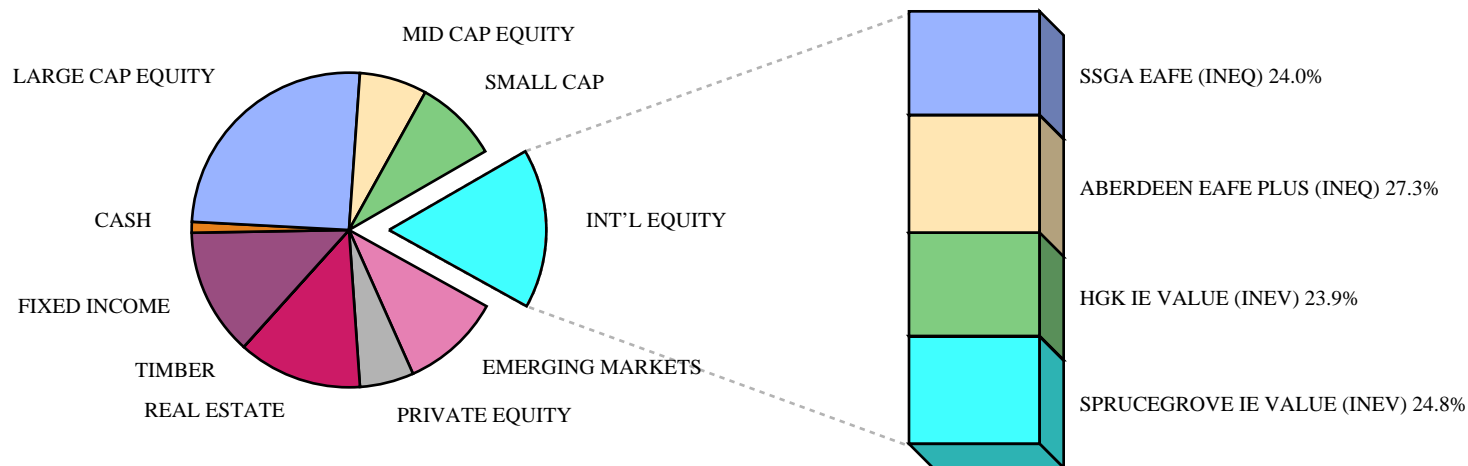 MID CAP EQUITY
LARGE CAP EQUITY
SMALL CAP
CASH
INT'L EQUITY
FIXED INCOME
TIMBER
EMERGING MARKETS
REAL ESTATE
PRIVATE EQUITY
SSGA EAFE (INEQ) 24.0%
ABERDEEN EAFE PLUS (INEQ) 27.3%
HGK IE VALUE (INEV) 23.9%
SPRUCEGROVE IE VALUE (INEV) 24.8%